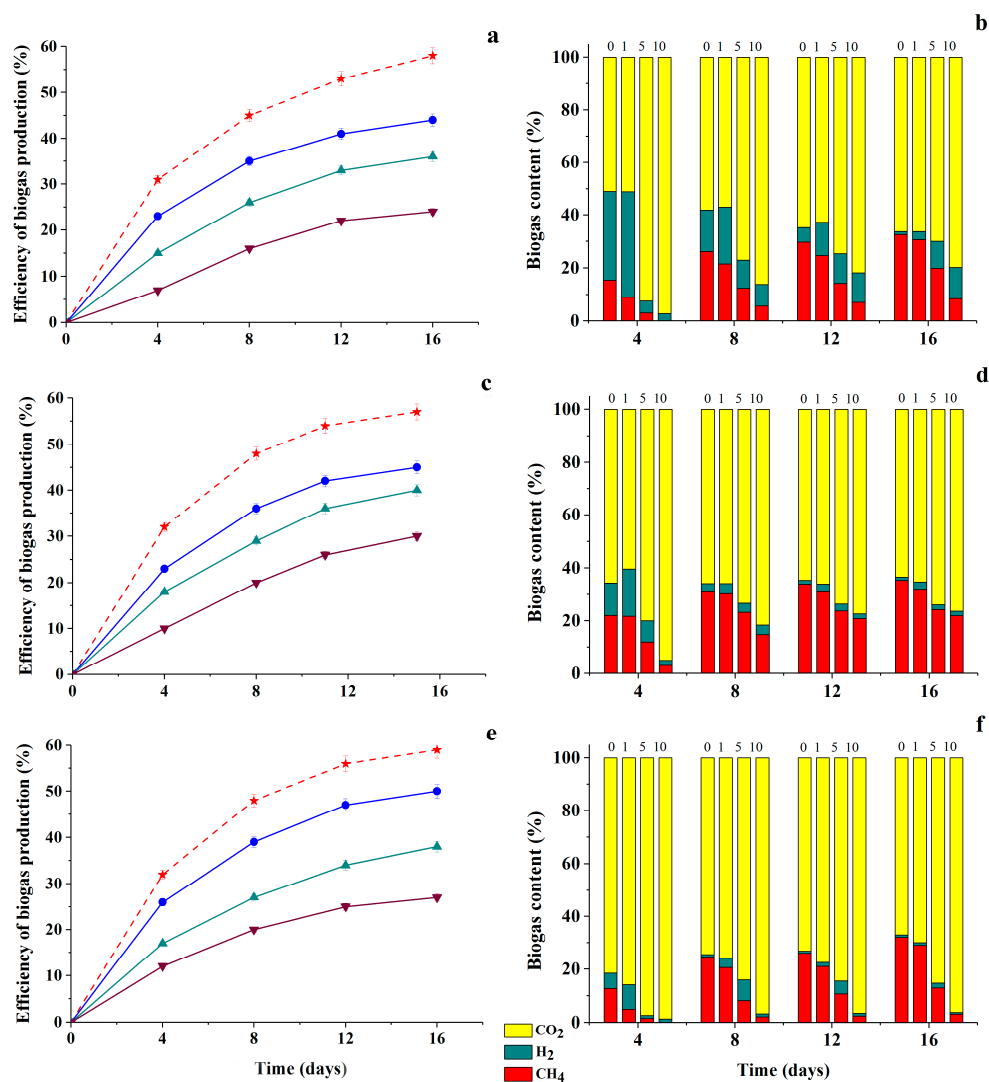 a
Efficiency of biogas production (%)
60
50
40
30
20
10
0
0 4 8 12 16
b
Biogas content (%)
0 1 5 10 0 1 5 10 0 1 5 10 0 1 5 10
100
80
60
40
20
0
4 8 12 16
c
Efficiency of biogas production (%)
60
50
40
30
20
10
0
0 4 8 12 16
d
Biogas content (%)
0 1 5 10 0 1 5 10 0 1 5 10 0 1 5 10
100
80
60
40
20
0
4 8 12 16
e
Efficiency of biogas production (%)
60
50
40
30
20
10
0
0 4 8 12 16
Time (days)
f
Biogas content (%)
0 1 5 10 0 1 5 10 0 1 5 10 0 1 5 10
100
80
60
40
20
0
4 8 12 16
Time (days)
CO2
H2
CH4